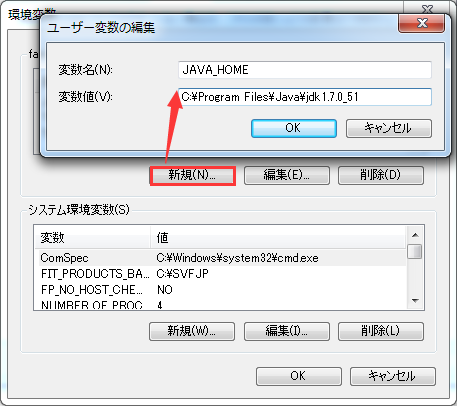 環境変数
ユーザー変数の編集
変数名(N):
JAVA_HOME
変数値(V):
C:¥Program Files¥Java¥jdk1.7.0_51
OK
キャンセル
新規(N)...
編集(E)...
削除(D)
システム環境変数(S)
変数
値
ComSpec
C:¥Windows¥system32¥cmd.exe
FIT_PRODUCTS_BA...
C:¥SVFJP
FP_NO_HOST_CHE...
NO
NUMBER_OF_PROC
4
新規(W)...
編集(I)...
削除(L)
OK
キャンセル